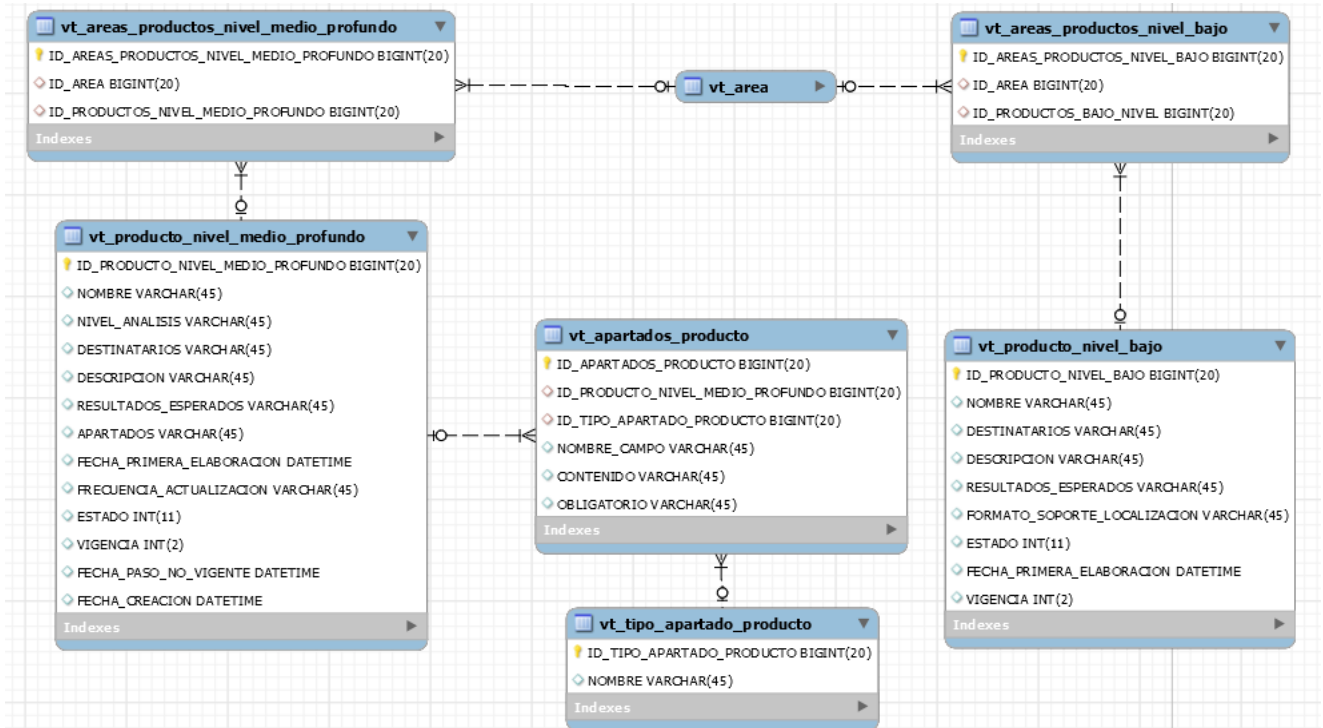 vt_areas_productos_nivel_medio_profundo
ID_AREAS_PRODUCTOS_NIVEL_MEDIO_PROFUNDO BIGINT(20)
ID_AREA BIGINT(20)
ID_PRODUCTOS_NIVEL_MEDIO_PROFUNDO BIGINT(20)
Indexes
vt_area
vt_areas_productos_nivel_bajo
ID_AREAS_PRODUCTOS_NIVEL_BAJO BIGINT(20)
ID_AREA BIGINT(20)
ID_PRODUCTOS_BAJO_NIVEL BIGINT(20)
Indexes
vt_producto_nivel_medio_profundo
ID_PRODUCTO_NIVEL_MEDIO_PROFUNDO BIGINT(20)
NOMBRE VARCHAR(45)
NIVEL_ANALISIS VARCHAR(45)
DESTINATARIOS VARCHAR(45)
DESCRIPCION VARCHAR(45)
RESULTADOS_ESPERADOS VARCHAR(45)
APARTADOS VARCHAR(45)
FECHA_PRIMERA_ELABORACION DATETIME
FRECUENCIA_ACTUALIZACION VARCHAR(45)
ESTADO INT(11)
VIGENCIA INT(2)
FECHA_PASO_NO_VIGENTE DATETIME
FECHA_CREACION DATETIME
Indexes
vt_apartados_producto
ID_APARTADOS_PRODUCTO BIGINT(20)
ID_PRODUCTO_NIVEL_MEDIO_PROFUNDO BIGINT(20)
ID_TIPO_APARTADO_PRODUCTO BIGINT(20)
NOMBRE_CAMPO VARCHAR(45)
CONTENIDO VARCHAR(45)
OBLIGATORIO VARCHAR(45)
Indexes
vt_tipo_apartado_producto
ID_TIPO_APARTADO_PRODUCTO BIGINT(20)
NOMBRE VARCHAR(45)
Indexes
vt_producto_nivel_bajo
ID_PRODUCTO_NIVEL_BAJO BIGINT(20)
NOMBRE VARCHAR(45)
DESTINATARIOS VARCHAR(45)
DESCRIPCION VARCHAR(45)
RESULTADOS_ESPERADOS VARCHAR(45)
FORMATO_SOPORTE_LOCALIZACION VARCHAR(45)
ESTADO INT(11)
FECHA_PRIMERA_ELABORACION DATETIME
VIGENCIA INT(2)
Indexes